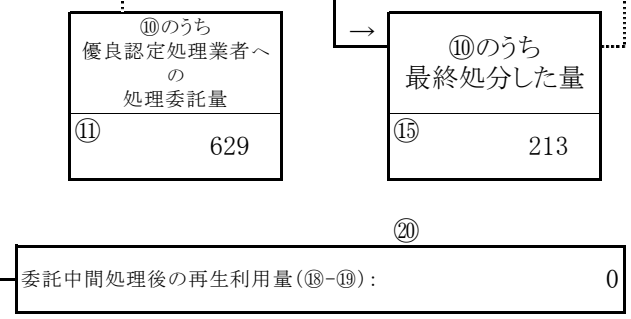 ⑩のうち
優良認定処理業者へ
の
処理委託量
⑪
629
→
⑩のうち
最終処分した量
⑮
213
⑳
委託中間処理後の再生利用量(⑱-⑲): 0